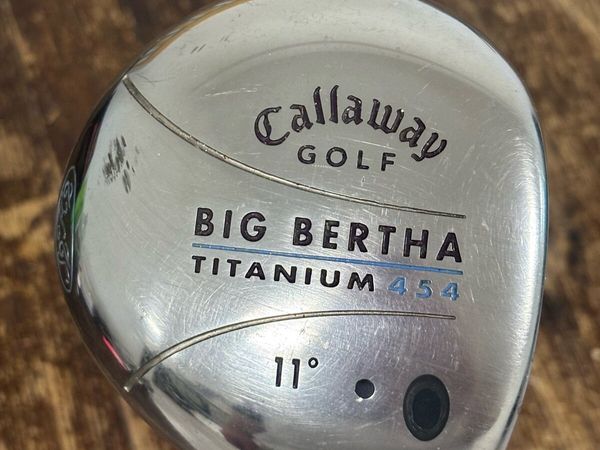 Callaway
GOLF
BIG BERTHA
TITANIUM 454
11°